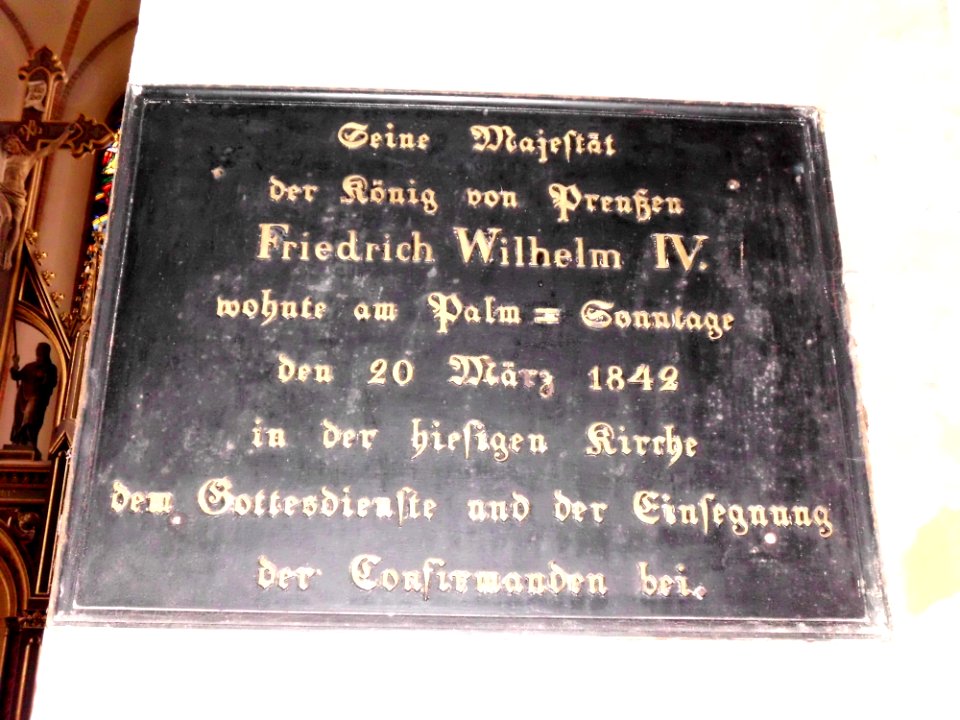 Seine Majestät
der König von Preußen
Friedrich Wilhelm IV.
wohnte am Palm=Sonntage
den 20 März 1842
in der hiesigen Kirche
dem Gottesdienste und der Einsegnung
der Confirmanden bei.